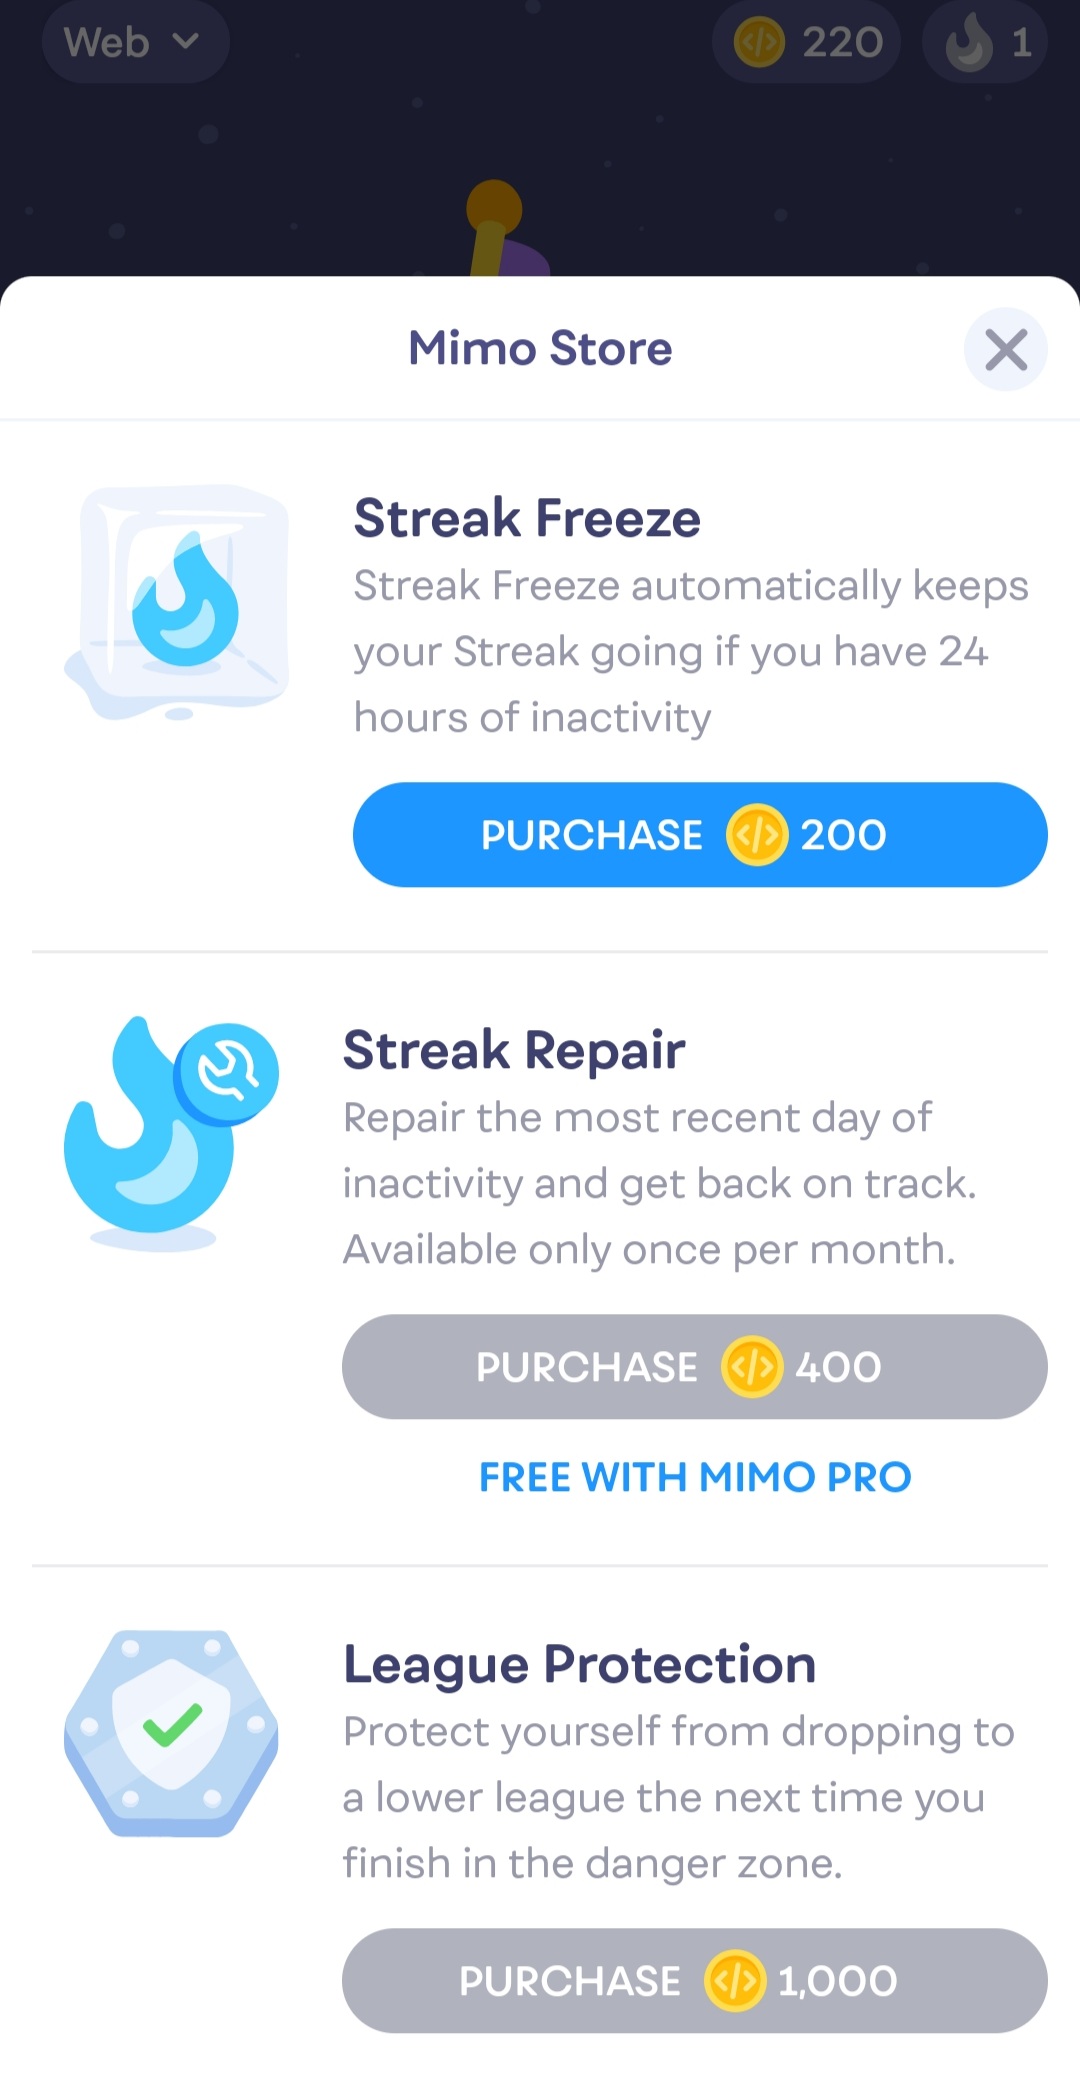 Web
220
1
Mimo Store
Streak Freeze
Streak Freeze automatically keeps
your Streak going if you have 24
hours of inactivity
PURCHASE </> 200
Streak Repair
Repair the most recent day of
inactivity and get back on track.
Available only once per month.
PURCHASE </> 400
FREE WITH MIMO PRO
League Protection
Protect yourself from dropping to
a lower league the next time you
finish in the danger zone.
PURCHASE </> 1,000